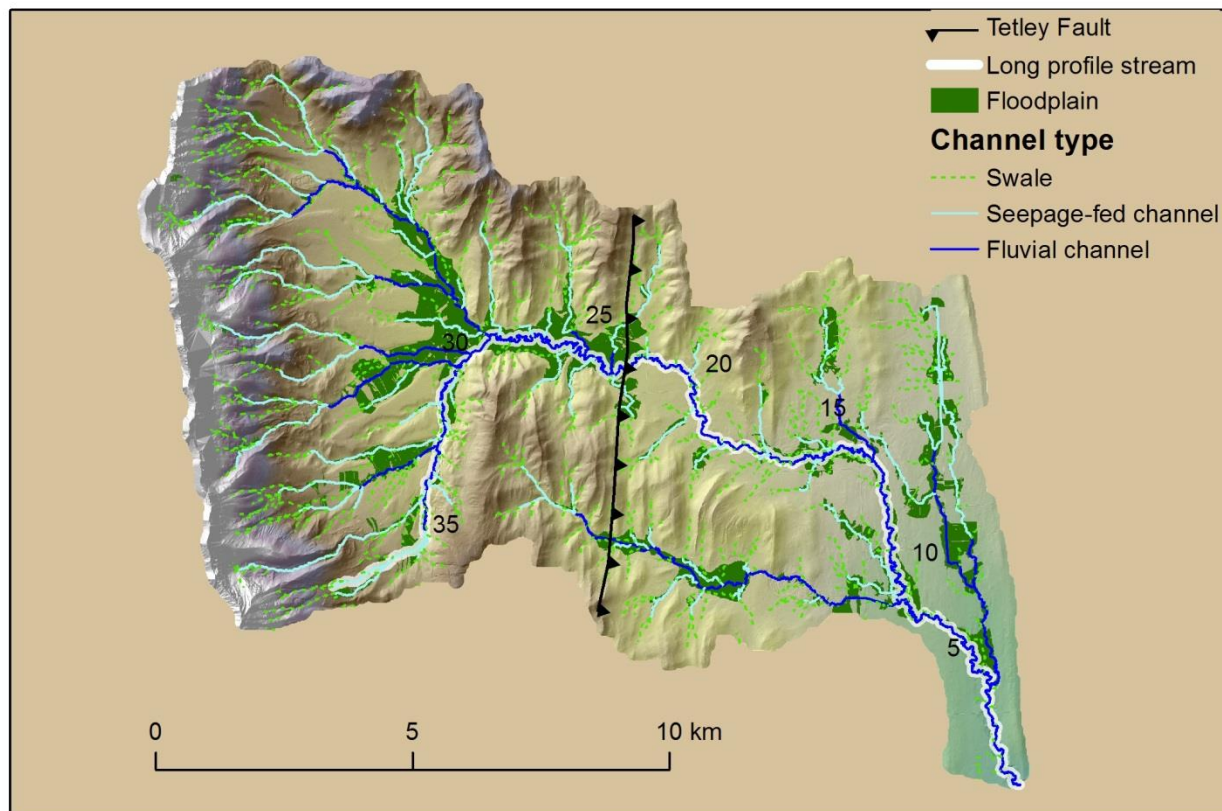 Tetley Fault
Long profile stream
Floodplain
Channel type
Swale
Seepage-fed channel
Fluvial channel
25
30
20
15
35
10
5
0 5 10 km